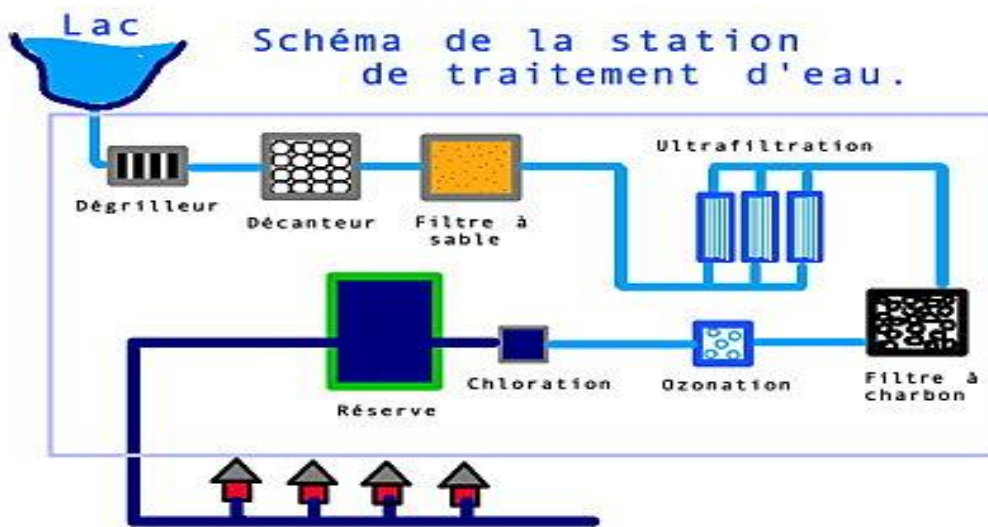 Lac
Schéma de la station
de traitement d'eau.
Ultrafiltration
Dégrilleur
Décanteur
Filtre à
sable
Réserve
Chloration
Ozonation
Filtre à
charbon